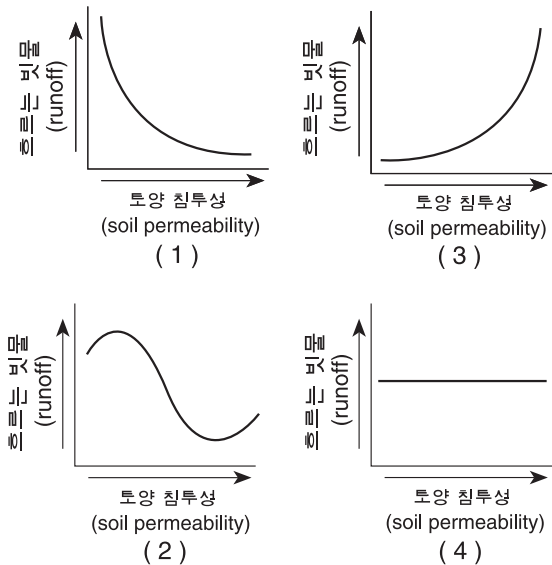 흐르는 빗물
(runoff)
토양 침투성
(soil permeability)
(1)
흐르는 빗물
(runoff)
토양 침투성
(soil permeability)
(3)
흐르는 빗물
(runoff)
토양 침투성
(soil permeability)
(2)
흐르는 빗물
(runoff)
토양 침투성
(soil permeability)
(4)